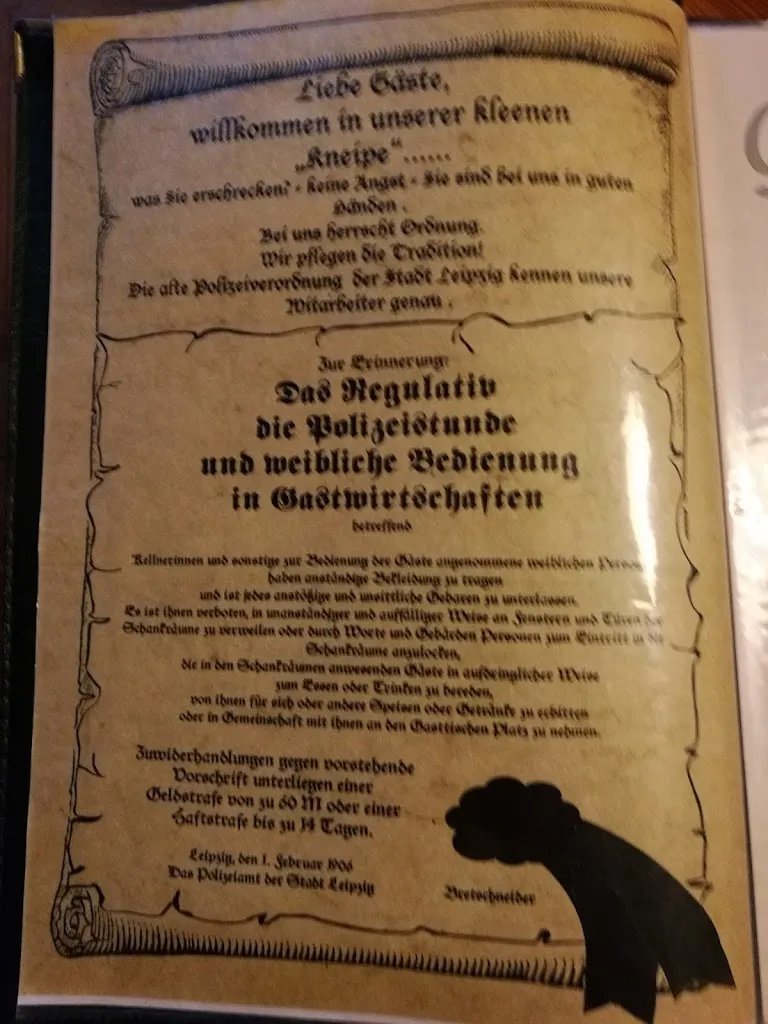 Liebe Gäste,
willkommen in unserer kleenen
„Kneipe“......
was Sie erschrecken? - keine Angst - Sie sind bei uns in guten
Händen .
Bei uns herrscht Ordnung.
Wir pflegen die Tradition!
Die alte Polizeiverordnung der Stadt Leipzig kennen unsere
Mitarbeiter genau .
Zur Erinnerung:
Das Regulativ
die Polizeistunde
und weibliche Bedienung
in Gastwirtschaften
betreffend
Kellnerinnen und sonstige zur Bedienung der Gäste angenommene weiblichen
haben anständige Bekleidung zu tragen
und ist jedes anstößige und unsittliche Gebaren zu unterlassen.
Es ist ihnen verboten, in unanständiger und auffälliger Weise an Fenstern und Türen der
Schankräume zu verweilen oder durch Worte und Gebärden Personen zum Eintritt in die
Schankräume anzulocken,
die in den Schankräumen anwesenden Gäste in aufdringlicher Weise
zum Essen oder Trinken zu bereden,
von ihnen für sich oder andere Speisen oder Getränke zu erbitten
oder in Gemeinschaft mit ihnen an den Gasttischen Platz zu nehmen.
Zuwiderhandlungen gegen vorstehende
Vorschrift unterliegen einer
Geldstrafe von zu 60 M oder einer
Haftstrafe bis zu 14 Tagen.
Leipzig, den 1. Februar 1906
Das Polizeiamt der Stadt Leipzig
Bretschneider